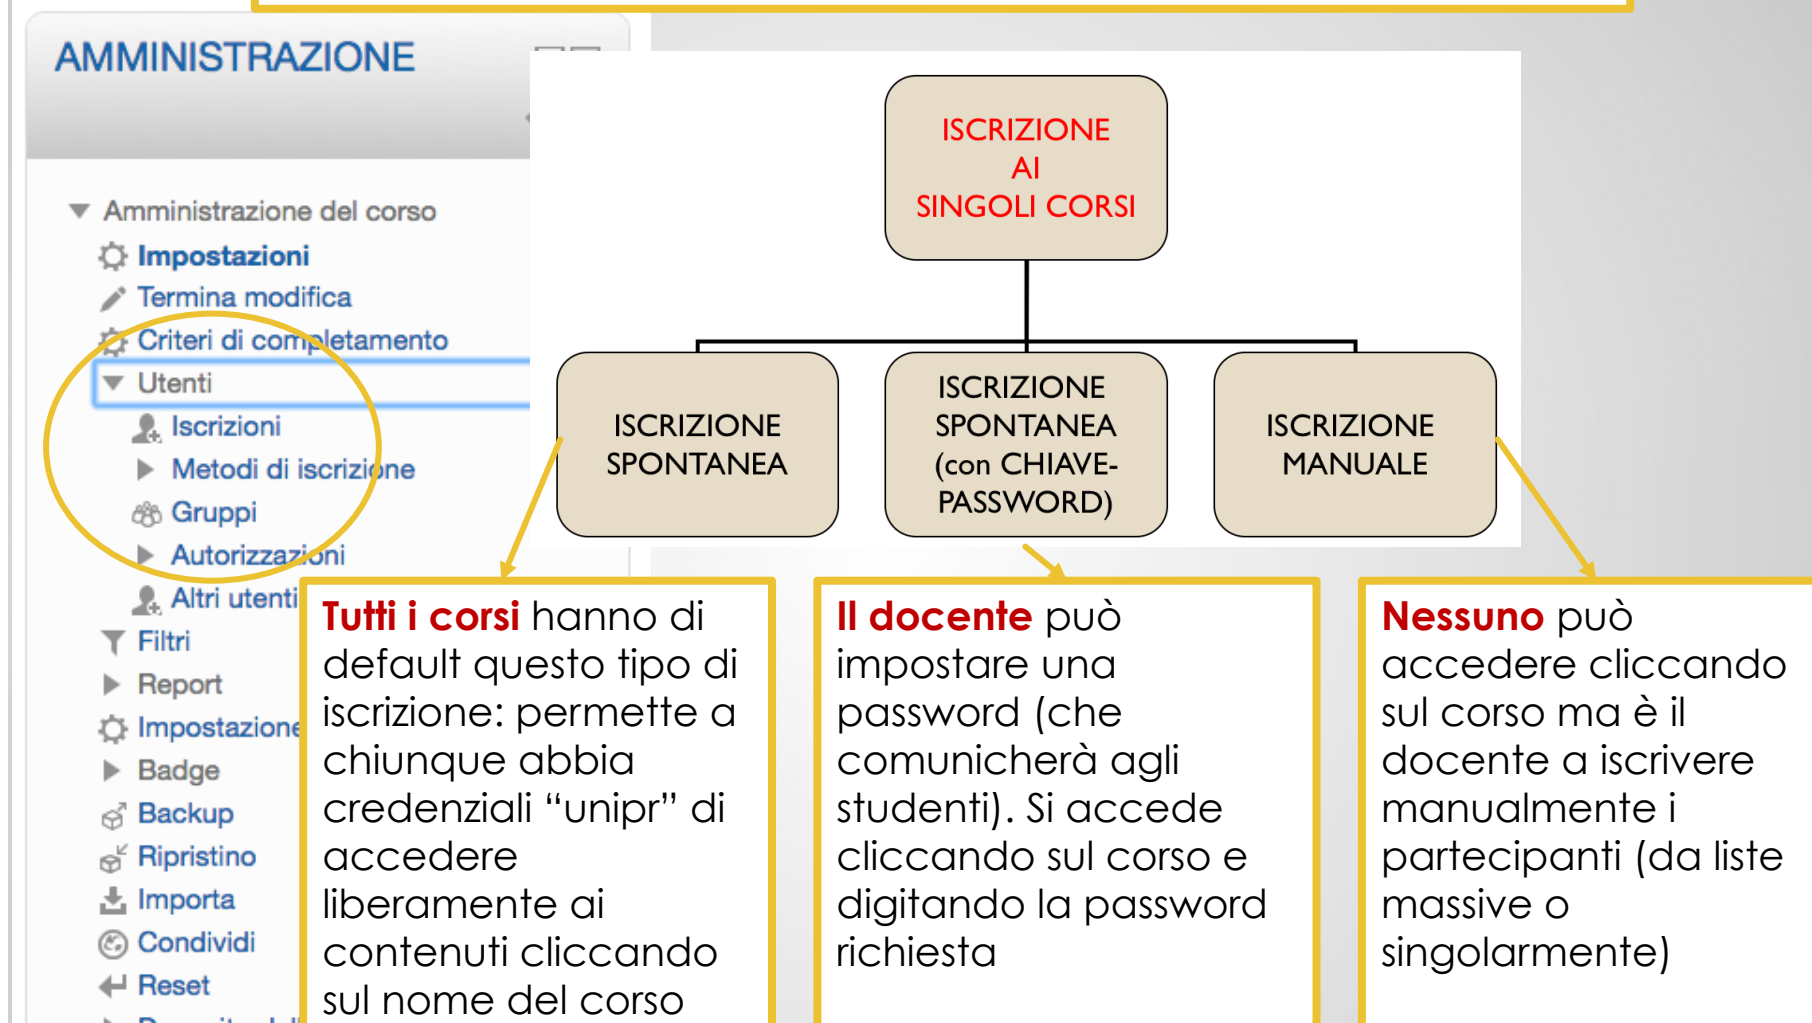 AMMINISTRAZIONE
Amministrazione del corso
Impostazioni
Termina modifica
Criteri di completamento
Utenti
Iscrizioni
Metodi di iscrizione
Gruppi
Autorizzazioni
Altri utenti
Filtri
Report
Impostazione
Badge
Backup
Ripristino
Importa
Condividi
Reset
ISCRIZIONE
AI
SINGOLI CORSI
ISCRIZIONE
SPONTANEA
ISCRIZIONE
SPONTANEA
(con CHIAVE-
PASSWORD)
ISCRIZIONE
MANUALE
Tutti i corsi hanno di
default questo tipo di
iscrizione: permette a
chiunque abbia
credenziali “unipr” di
accedere
liberamente ai
contenuti cliccando
sul nome del corso
Il docente può
impostare una
password (che
comunicherà agli
studenti). Si accede
cliccando sul corso e
digitando la password
richiesta
Nessuno può
accedere cliccando
sul corso ma è il
docente a iscrivere
manualmente i
partecipanti (da liste
massive o
singolarmente)